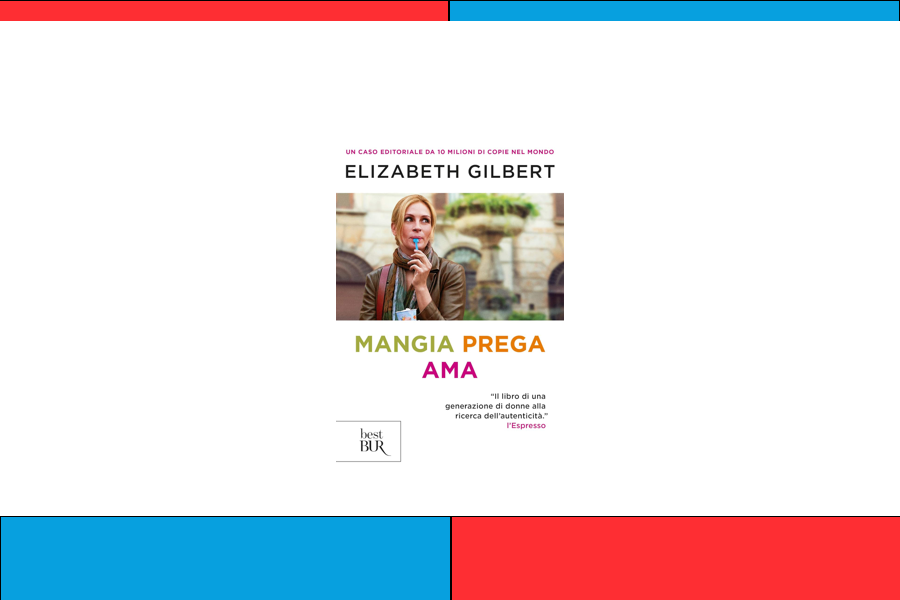 UN CASO EDITORIALE DA 10 MILIONI DI COPIE NEL MONDO
ELIZABETH GILBERT
MANGIA PREGA
AMA
“Il libro di una
generazione di donne alla
ricerca dell'autenticità.”
l'Espresso
best
BUR